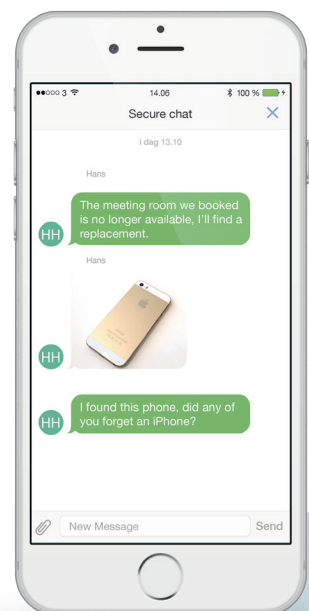 3 14.06 100 %
Secure chat
i dag 13.10
Hans
The meeting room we booked
is no longer available, I'll find a
replacement.
HH
Hans
HH
I found this phone, did any of
you forget an iPhone?
HH
New Message Send